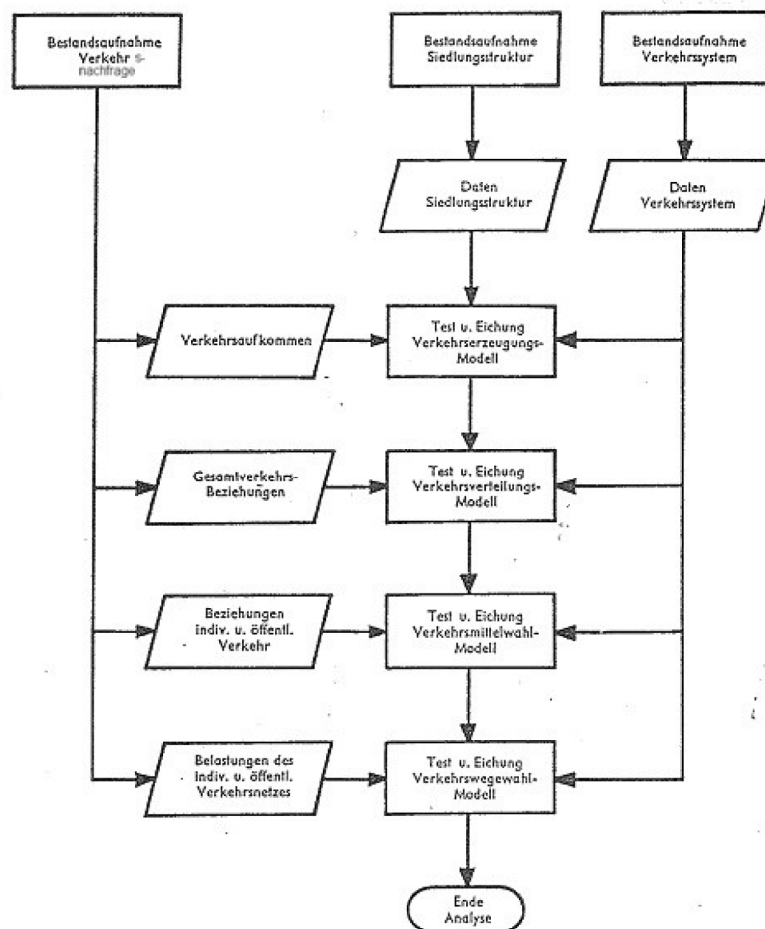 Bestandsaufnahme
Verkehr s-
nachfrage
Bestandsaufnahme
Siedlungsstruktur
Bestandsaufnahme
Verkehrssystem
Daten
Siedlungsstruktur
Daten
Verkehrssystem
Verkehrsaufkommen
Test u. Eichung
Verkehrserzeugungs-
Modell
Gesamtverkehrs-
Beziehungen
Test u. Eichung
Verkehrsverteilungs-
Modell
Beziehungen
indiv. u. öffentl.
Verkehr
Test u. Eichung
Verkehrsmittelwahl-
Modell
Belastungen des
indiv. u. öffentl.
Verkehrsnetzes
Test u. Eichung
Verkehrswegewahl-
Modell
Ende
Analyse